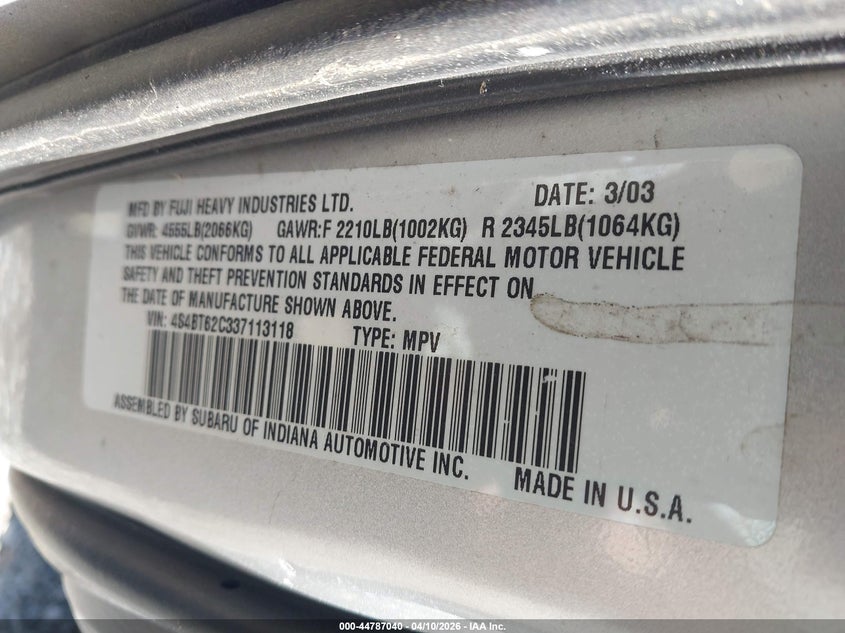 MFD BY FUJI HEAVY INDUSTRIES LTD. DATE: 3/03
GVWR: 4555LB(2066KG) GAWR:F 2210LB(1002KG) R 2345LB(1064KG)
THIS VEHICLE CONFORMS TO ALL APPLICABLE FEDERAL MOTOR VEHICLE
SAFETY AND THEFT PREVENTION STANDARDS IN EFFECT ON
THE DATE OF MANUFACTURE SHOWN ABOVE.
VIN: 4S4BT62C337113118 TYPE: MPV
ASSEMBLED BY SUBARU OF INDIANA AUTOMOTIVE INC. MADE IN U.S.A.
000-44787040 - 04/10/2026 - IAA Inc.